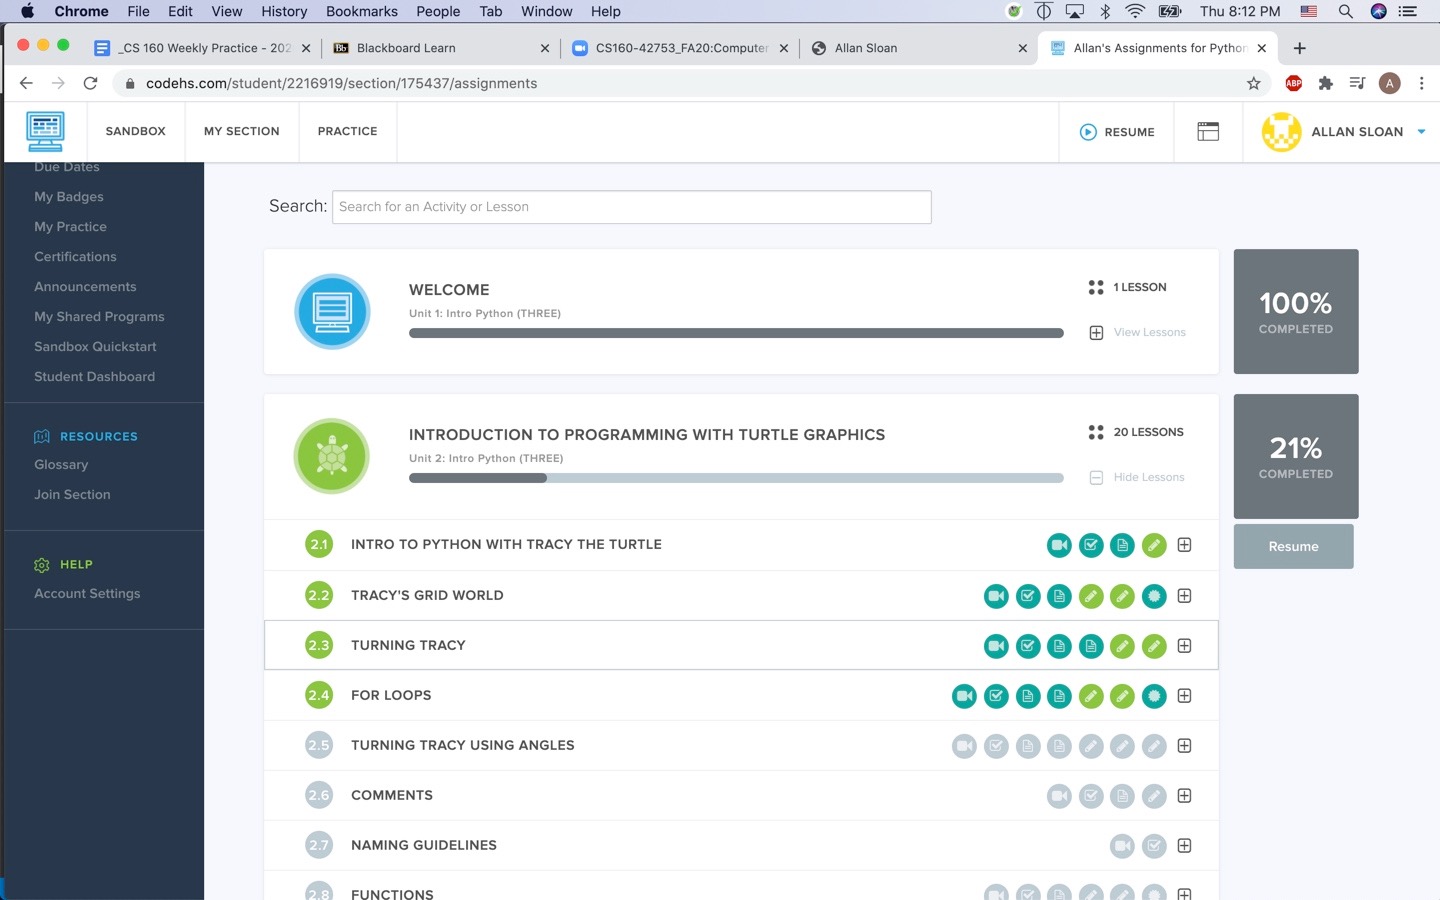 Chrome File Edit View History Bookmarks People Tab Window Help Thu 8:12 PM
_CS 160 Weekly Practice - 202 Blackboard Learn CS160-42753_FA20:Computer Allan Sloan Allan's Assignments for Python
codehs.com/student/2216919/section/175437/assignments ABP A
SANDBOX MY SECTION PRACTICE RESUME ALLAN SLOAN
Due Dates
My Badges
My Practice
Certifications
Announcements
My Shared Programs
Sandbox Quickstart
Student Dashboard
RESOURCES
Glossary
Join Section
HELP
Account Settings
Search: Search for an Activity or Lesson
WELCOME
Unit 1: Intro Python (THREE)
1 LESSON
View Lessons
100%
COMPLETED
INTRODUCTION TO PROGRAMMING WITH TURTLE GRAPHICS
Unit 2: Intro Python (THREE)
20 LESSONS
Hide Lessons
21%
COMPLETED
Resume
2.1 INTRO TO PYTHON WITH TRACY THE TURTLE
2.2 TRACY'S GRID WORLD
2.3 TURNING TRACY
2.4 FOR LOOPS
2.5 TURNING TRACY USING ANGLES
2.6 COMMENTS
2.7 NAMING GUIDELINES
2.8 FUNCTIONS